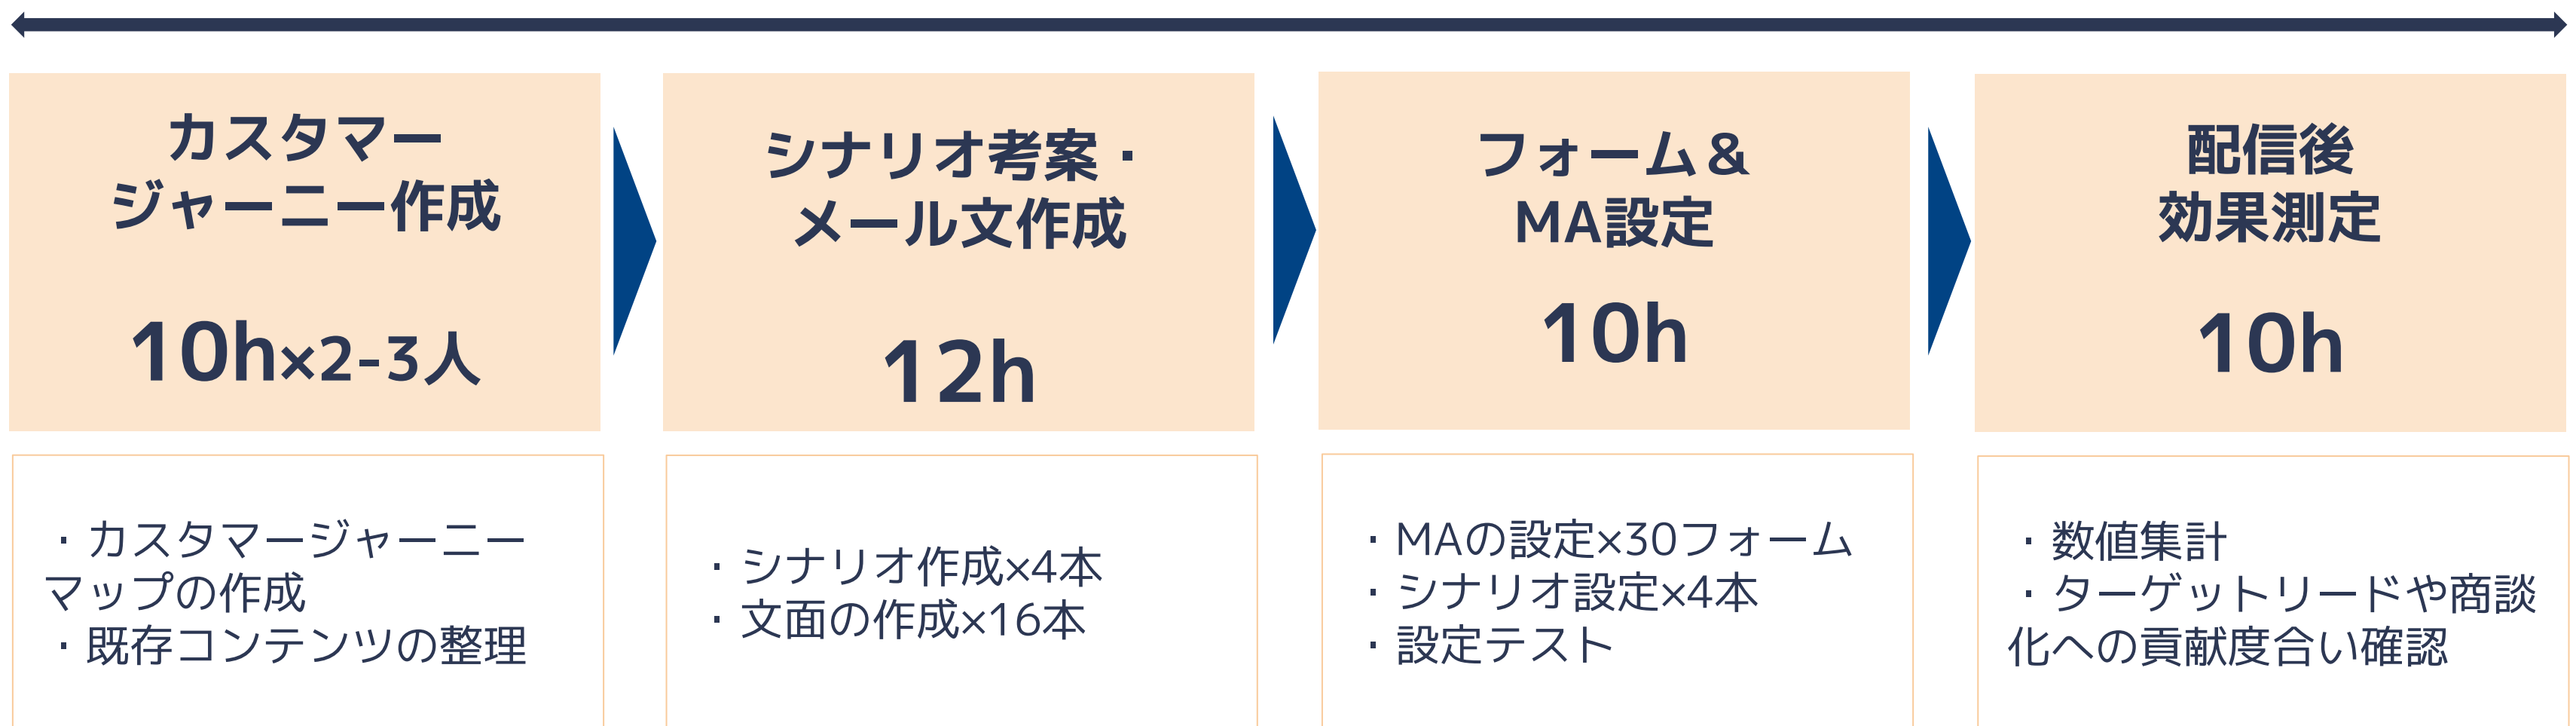 カスタマー
ジャーニー作成
10h×2-3人
・カスタマージャーニー
マップの作成
・既存コンテンツの整理
シナリオ考案・
メール文作成
12h
・シナリオ作成×4本
・文面の作成×16本
フォーム＆
MA設定
10h
・MAの設定×30フォーム
・シナリオ設定×4本
・設定テスト
配信後
効果測定
10h
・数値集計
・ターゲットリードや商談
化への貢献度合い確認